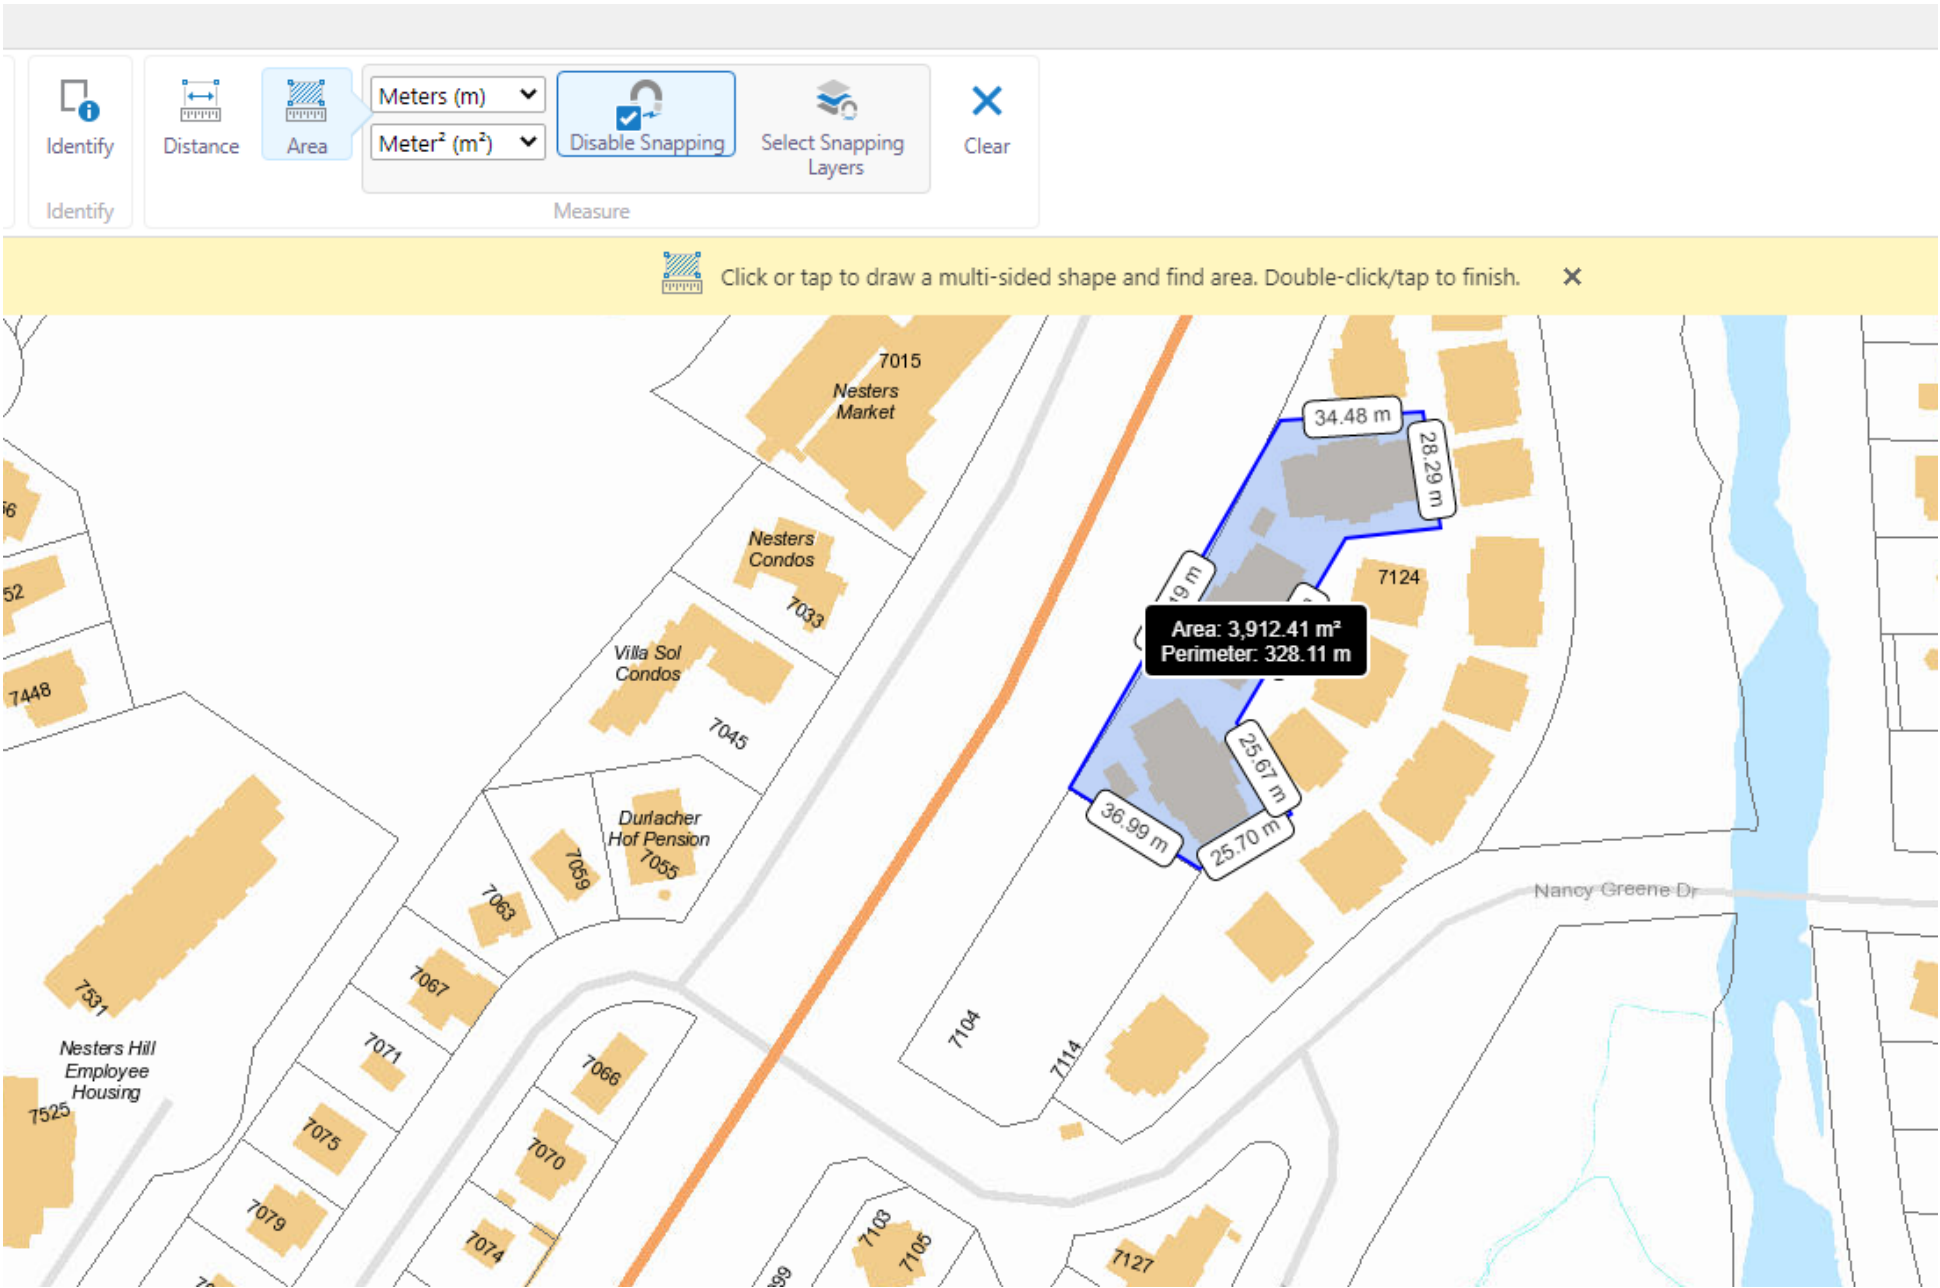 Identify
Distance
Area
Meters (m)
Meter² (m²)
Disable Snapping
Select Snapping
Layers
Clear
Identify
Measure
Click or tap to draw a multi-sided shape and find area. Double-click/tap to finish.
7015
Nesters
Market
34.48 m
28.29 m
Nesters
Condos
7033
7124
52
Villa Sol
Condos
Area: 3,912.41 m²
Perimeter: 328.11 m
7448
7045
25.67 m
36.99 m
25.70 m
Durlacher
Hof Pension
7055
7059
7063
Nancy Greene Dr
7067
7531
7104
7114
7071
Nesters Hill
Employee
Housing
7066
7525
7075
7070
7079
7074
7103
7105
7127